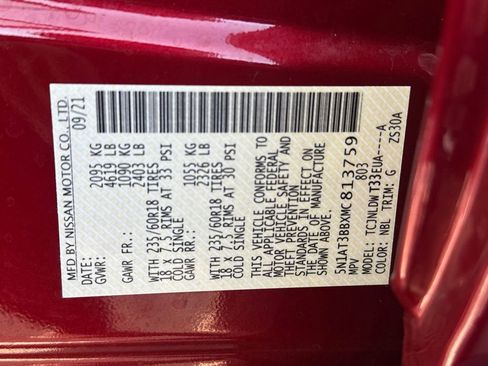 MFD BY NISSAN MOTOR CO., LTD.
DATE: 09/21
GVWR: 2095 KG
4619 LB
GAWR FR.: 1090 KG
2403 LB
WITH 235/60R18 TIRES
18 X 7.5 RIMS AT 33 PSI
COLD SINGLE
GAWR RR.: 1055 KG
2326 LB
WITH 235/60R18 TIRES
18 X 7.5 RIMS AT 30 PSI
COLD SINGLE
THIS VEHICLE CONFORMS TO
ALL APPLICABLE FEDERAL
MOTOR VEHICLE SAFETY AND
THEFT PREVENTION
STANDARDS IN EFFECT ON
THE DATE OF MANUFACTURE
SHOWN ABOVE.
5N1AT3BBXMC813759
MPV
MODEL: TC1NLDWT33EUA----A
COLOR: NBL TRIM: G ZS30A